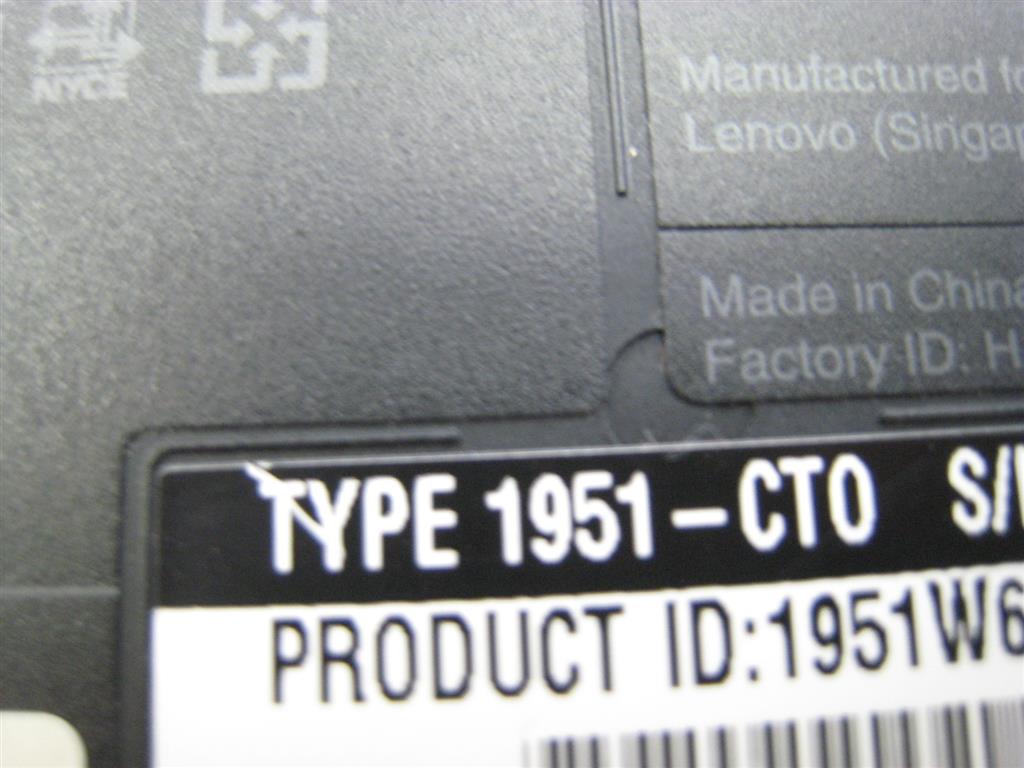 NYCE
Manufactured fo
Lenovo (Singap
Made in China
Factory ID: H
TYPE 1951-CTO S/N
PRODUCT ID:1951W6